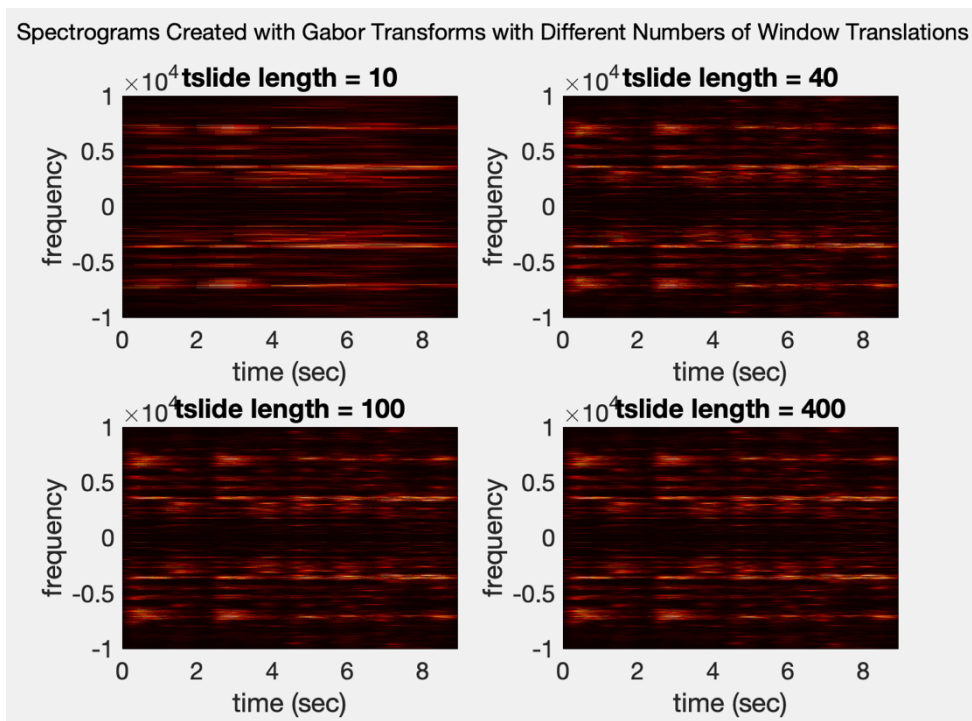 Spectrograms Created with Gabor Transforms with Different Numbers of Window Translations
×10⁴ tslide length = 10
1
0.5
0
-0.5
-1
frequency
0 2 4 6 8
time (sec)
×10⁴ tslide length = 40
1
0.5
0
-0.5
-1
frequency
0 2 4 6 8
time (sec)
×10⁴ tslide length = 100
1
0.5
0
-0.5
-1
frequency
0 2 4 6 8
time (sec)
×10⁴ tslide length = 400
1
0.5
0
-0.5
-1
frequency
0 2 4 6 8
time (sec)